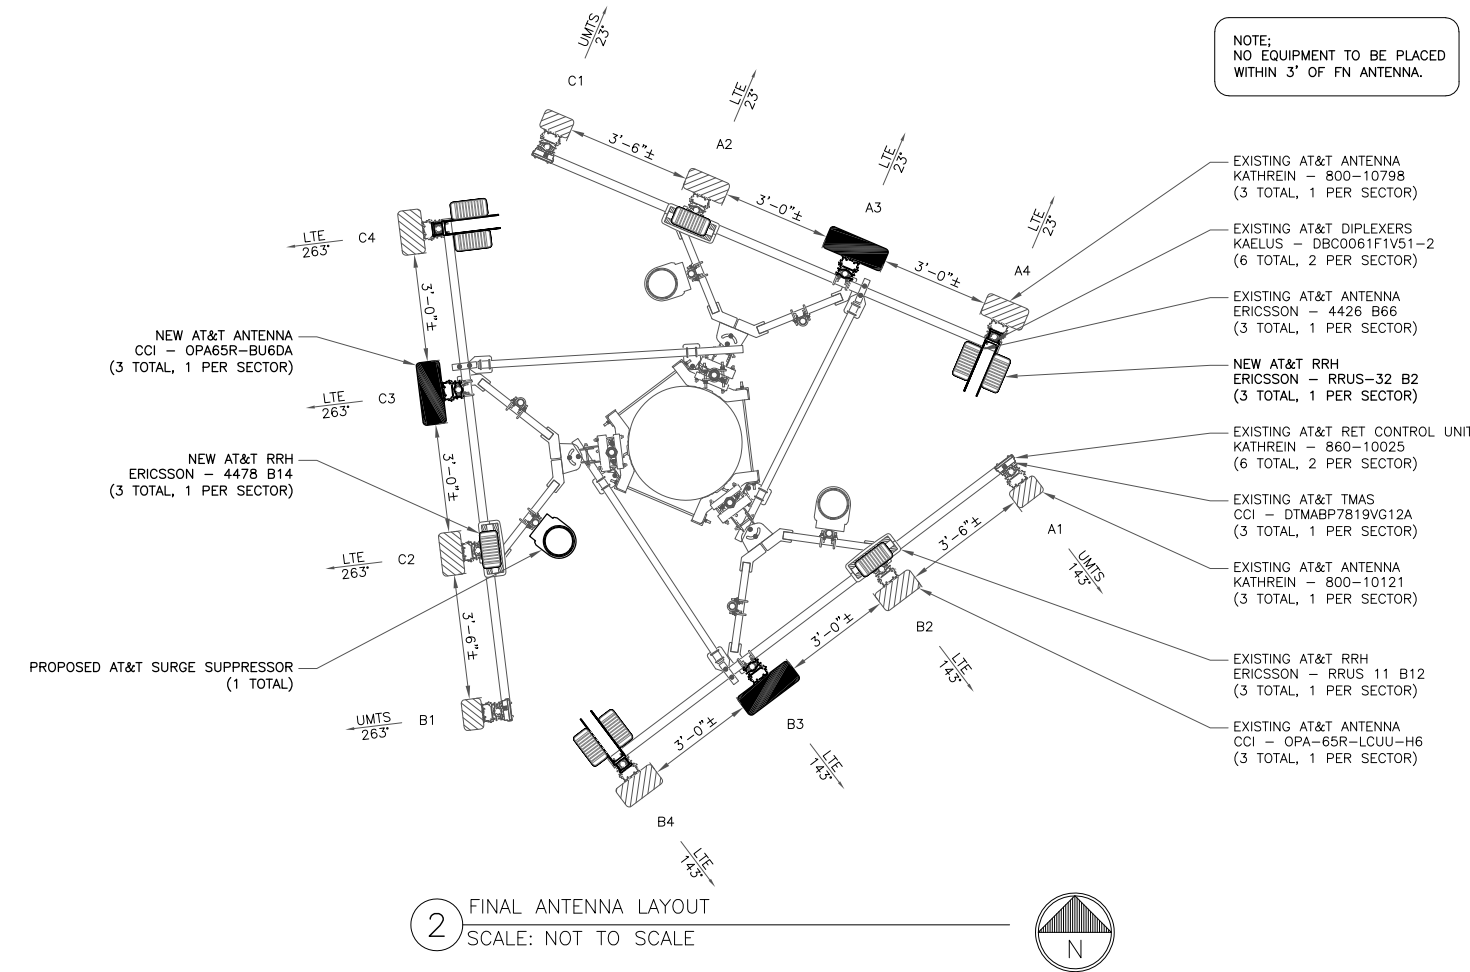 NOTE;
NO EQUIPMENT TO BE PLACED
WITHIN 3' OF FN ANTENNA.
UMTS
23°
C1
3'-6"±
LTE
23°
A2
3'-0"±
LTE
23°
A3
3'-0"±
LTE
23°
A4
LTE
263°
C4
3'-0"±
LTE
263°
C3
3'-0"±
LTE
263°
C2
3'-6"±
UMTS
263°
B1
NEW AT&T ANTENNA
CCI - OPA65R-BU6DA
(3 TOTAL, 1 PER SECTOR)
NEW AT&T RRH
ERICSSON - 4478 B14
(3 TOTAL, 1 PER SECTOR)
PROPOSED AT&T SURGE SUPPRESSOR
(1 TOTAL)
3'-6"±
A1
UMTS
143°
3'-0"±
B2
LTE
143°
3'-0"±
B3
LTE
143°
B4
LTE
143°
EXISTING AT&T ANTENNA
KATHREIN - 800-10798
(3 TOTAL, 1 PER SECTOR)
EXISTING AT&T DIPLEXERS
KAELUS - DBC0061F1V51-2
(6 TOTAL, 2 PER SECTOR)
EXISTING AT&T ANTENNA
ERICSSON - 4426 B66
(3 TOTAL, 1 PER SECTOR)
NEW AT&T RRH
ERICSSON - RRUS-32 B2
(3 TOTAL, 1 PER SECTOR)
EXISTING AT&T RET CONTROL UNIT
KATHREIN - 860-10025
(6 TOTAL, 2 PER SECTOR)
EXISTING AT&T TMAS
CCI - DTMABP7819VG12A
(3 TOTAL, 1 PER SECTOR)
EXISTING AT&T ANTENNA
KATHREIN - 800-10121
(3 TOTAL, 1 PER SECTOR)
EXISTING AT&T RRH
ERICSSON - RRUS 11 B12
(3 TOTAL, 1 PER SECTOR)
EXISTING AT&T ANTENNA
CCI - OPA-65R-LCUU-H6
(3 TOTAL, 1 PER SECTOR)
2
FINAL ANTENNA LAYOUT
SCALE: NOT TO SCALE
N